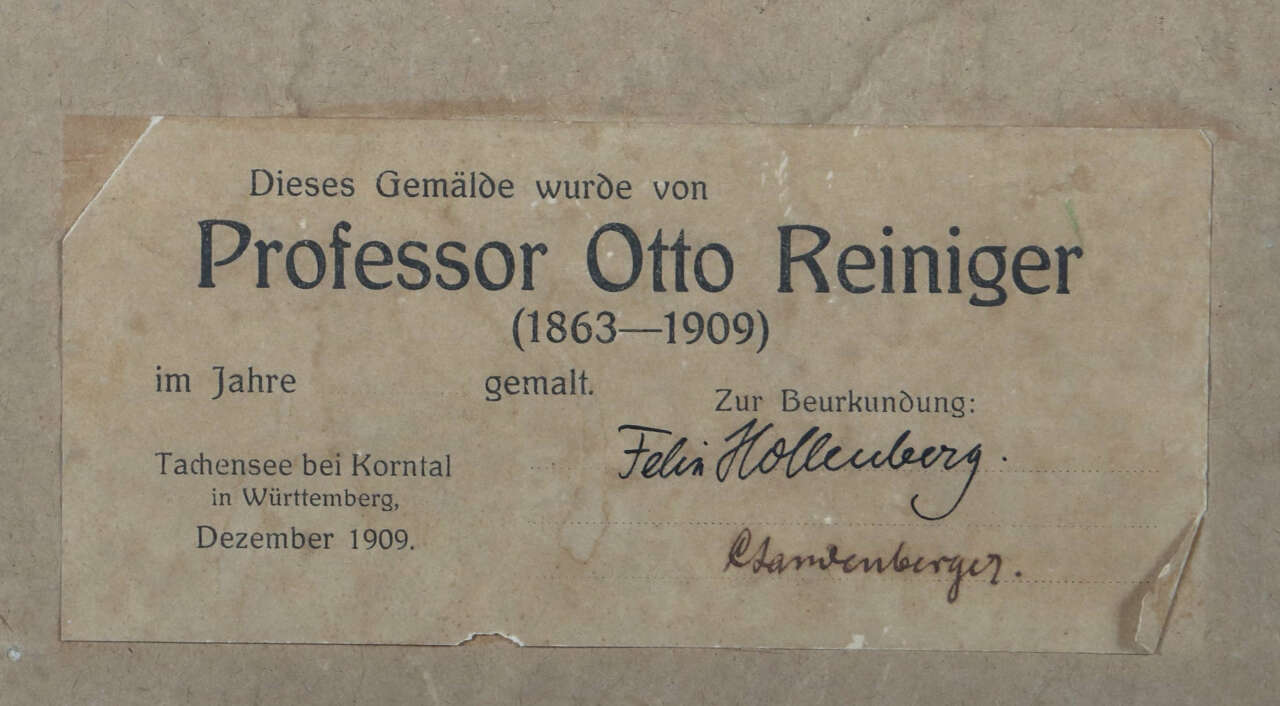 Dieses Gemälde wurde von
Professor Otto Reiniger
(1863—1909)
im Jahre gemalt.
Zur Beurkundung:
Felix Hollenberg.
Tachensee bei Korntal
in Württemberg,
Dezember 1909.